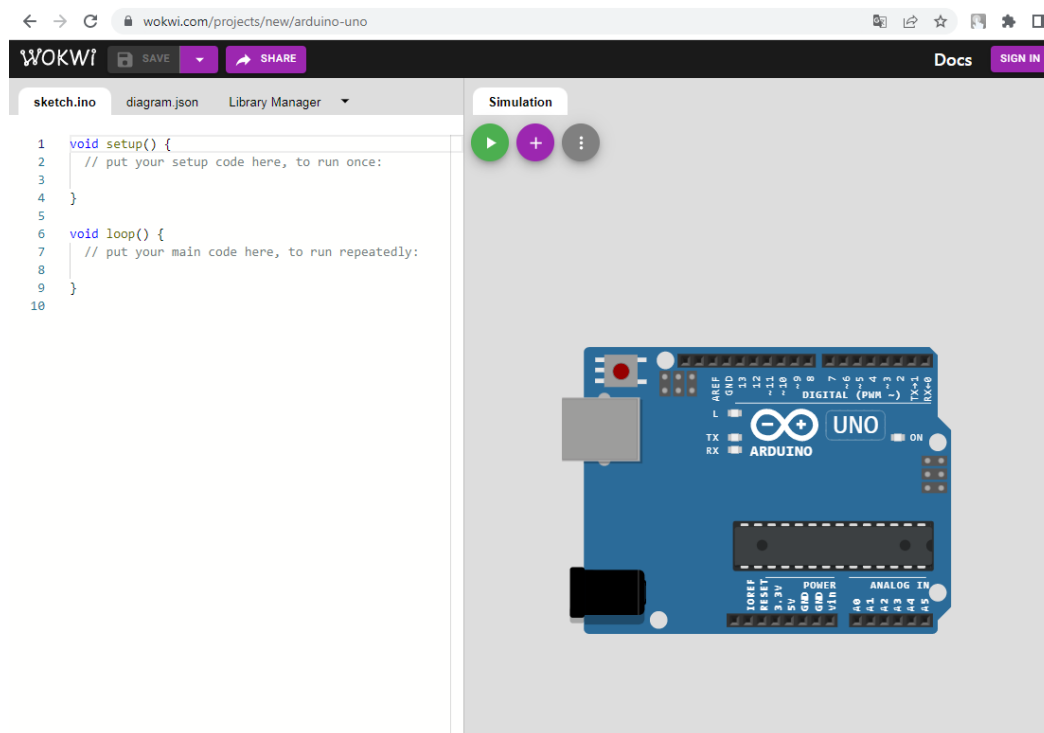 wokwi.com/projects/new/arduino-uno
WOKWi SAVE SHARE Docs SIGN IN
sketch.ino diagram.json Library Manager
Simulation
1 void setup() {
2 // put your setup code here, to run once:
3
4 }
5
6 void loop() {
7 // put your main code here, to run repeatedly:
8
9 }
10
AREF GND 13 12 ~11 ~10 ~9 8 7 ~6 ~5 4 ~3 2 TX→1 RX←0
DIGITAL (PWM ~)
L
TX
RX
ARDUINO
UNO
ON
POWER
ANALOG IN
IOREF RESET 3.3V 5V GND GND Vin A0 A1 A2 A3 A4 A5